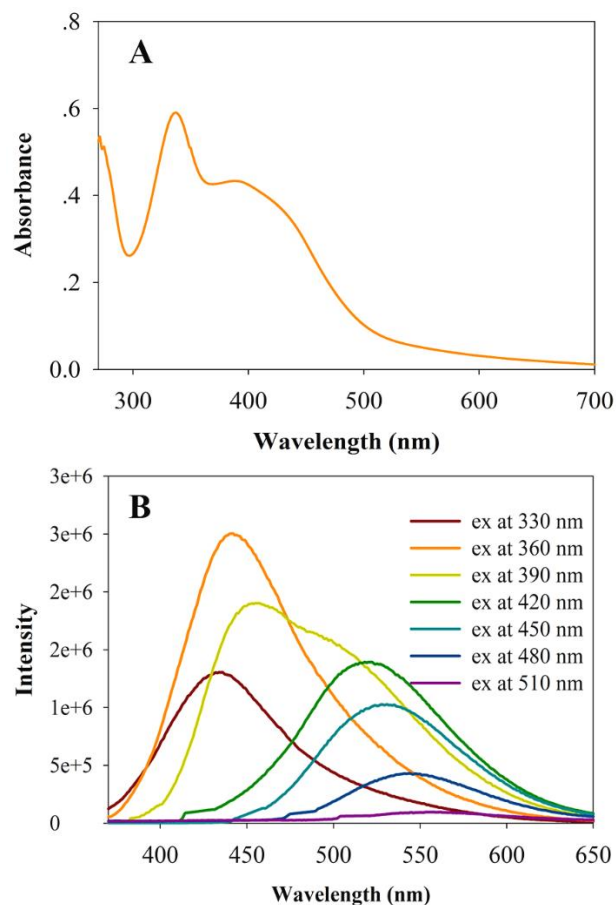 A
.8
.6
.4
.2
0.0
Absorbance
300 400 500 600 700
Wavelength (nm)
B
3e+6
3e+6
2e+6
2e+6
1e+6
5e+5
0
Intensity
ex at 330 nm
ex at 360 nm
ex at 390 nm
ex at 420 nm
ex at 450 nm
ex at 480 nm
ex at 510 nm
400 450 500 550 600 650
Wavelength (nm)